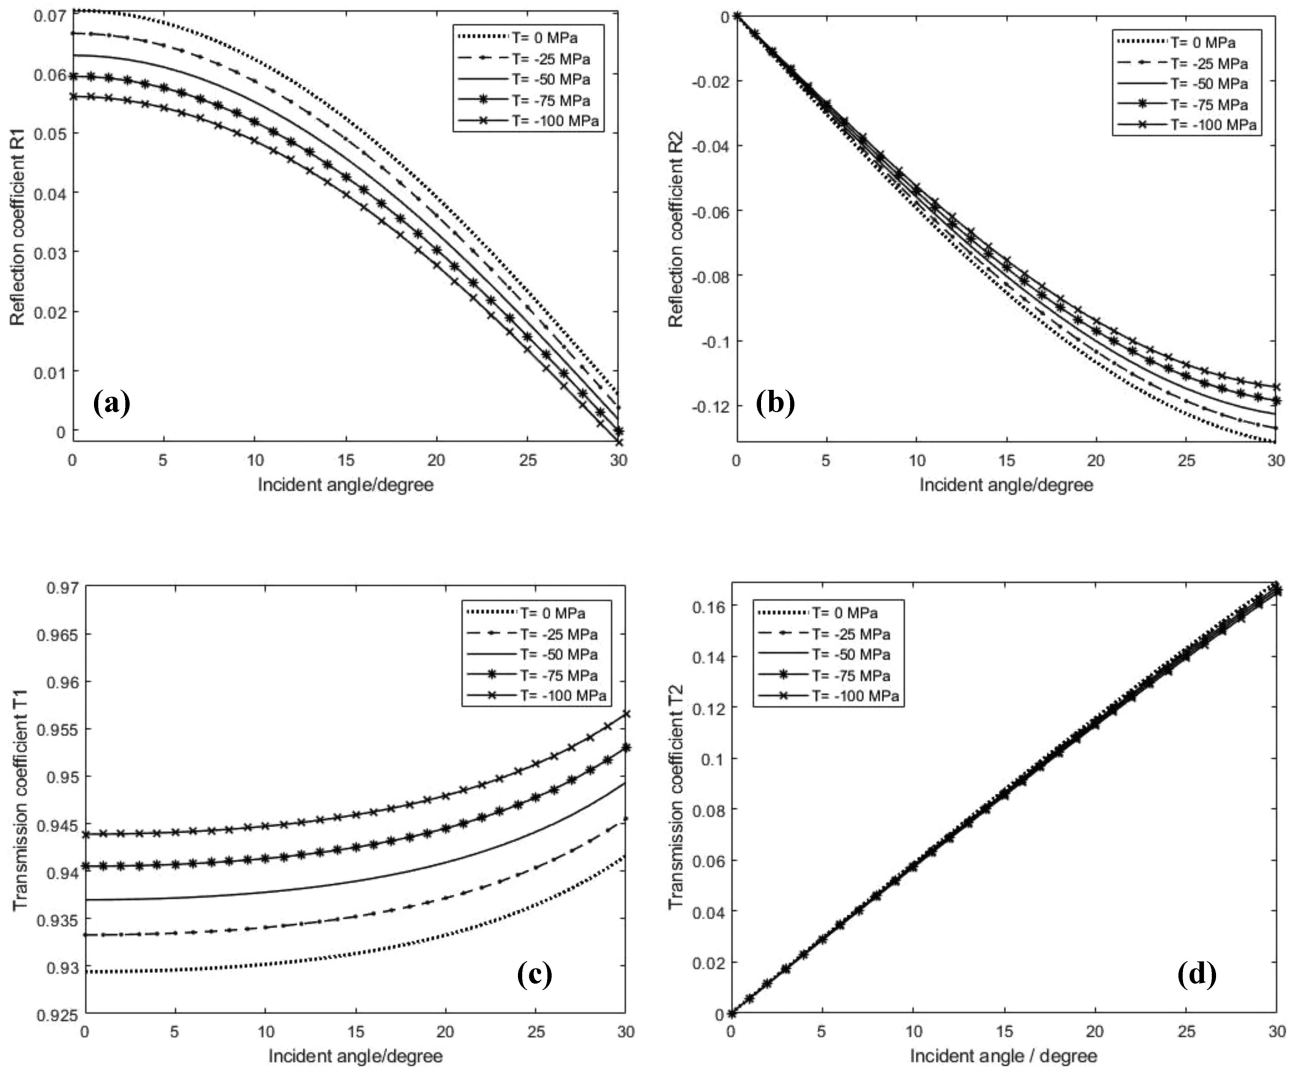 0.07
0.06
0.05
0.04
0.03
0.02
0.01
0
Reflection coefficient R1
T= 0 MPa
T= -25 MPa
T= -50 MPa
T= -75 MPa
T= -100 MPa
(a)
0 5 10 15 20 25 30
Incident angle/degree
0
-0.02
-0.04
-0.06
-0.08
-0.1
-0.12
Reflection coefficient R2
T= 0 MPa
T= -25 MPa
T= -50 MPa
T= -75 MPa
T= -100 MPa
(b)
0 5 10 15 20 25 30
Incident angle/degree
0.97
0.965
0.96
0.955
0.95
0.945
0.94
0.935
0.93
0.925
Transmission coefficient T1
T= 0 MPa
T= -25 MPa
T= -50 MPa
T= -75 MPa
T= -100 MPa
(c)
0 5 10 15 20 25 30
Incident angle/degree
0.16
0.14
0.12
0.1
0.08
0.06
0.04
0.02
0
Transmission coefficient T2
T= 0 MPa
T= -25 MPa
T= -50 MPa
T= -75 MPa
T= -100 MPa
(d)
0 5 10 15 20 25 30
Incident angle / degree